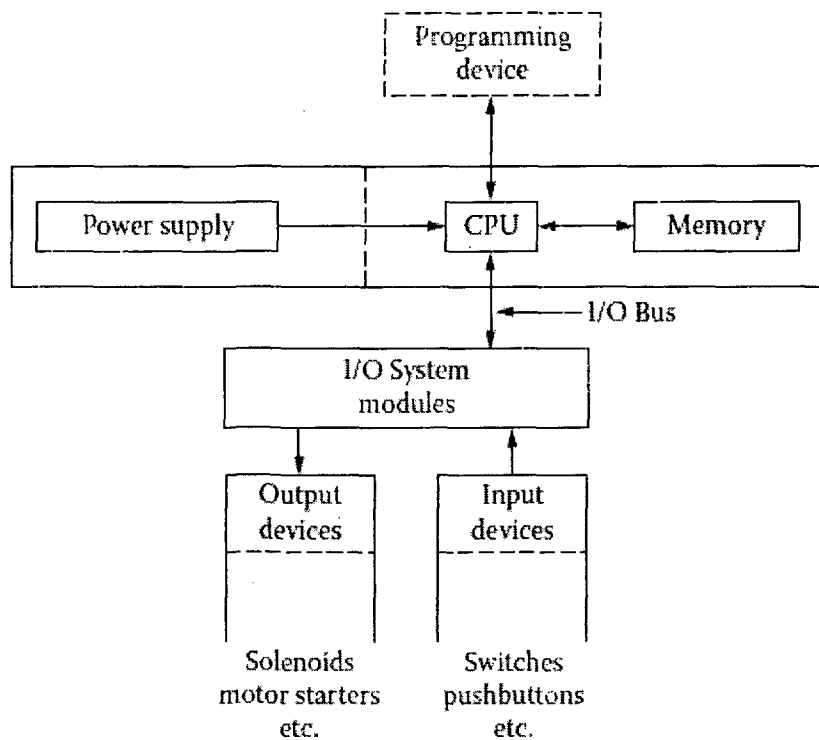 Programming
device
Power supply
CPU
Memory
I/O Bus
I/O System
modules
Output
devices
Input
devices
Solenoids
motor starters
etc.
Switches
pushbuttons
etc.